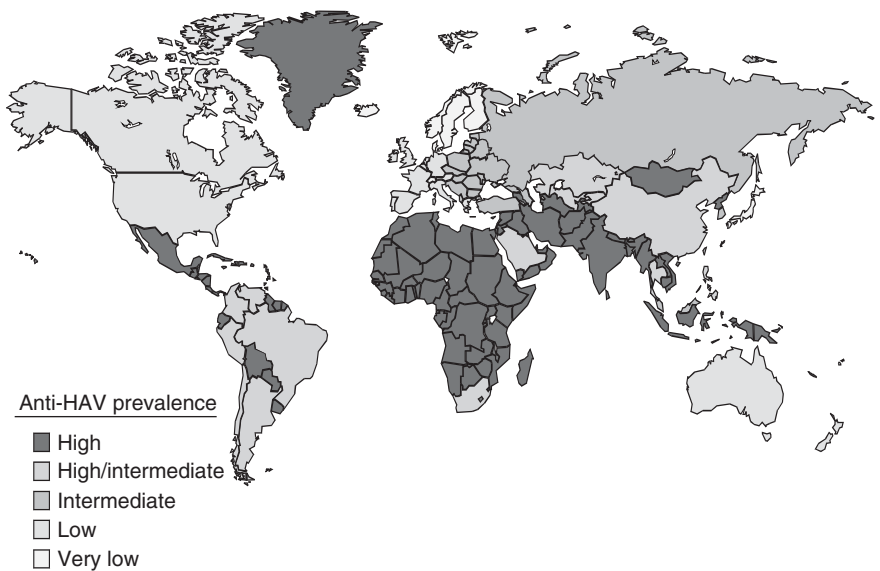 Anti-HAV prevalence
High
High/intermediate
Intermediate
Low
Very low